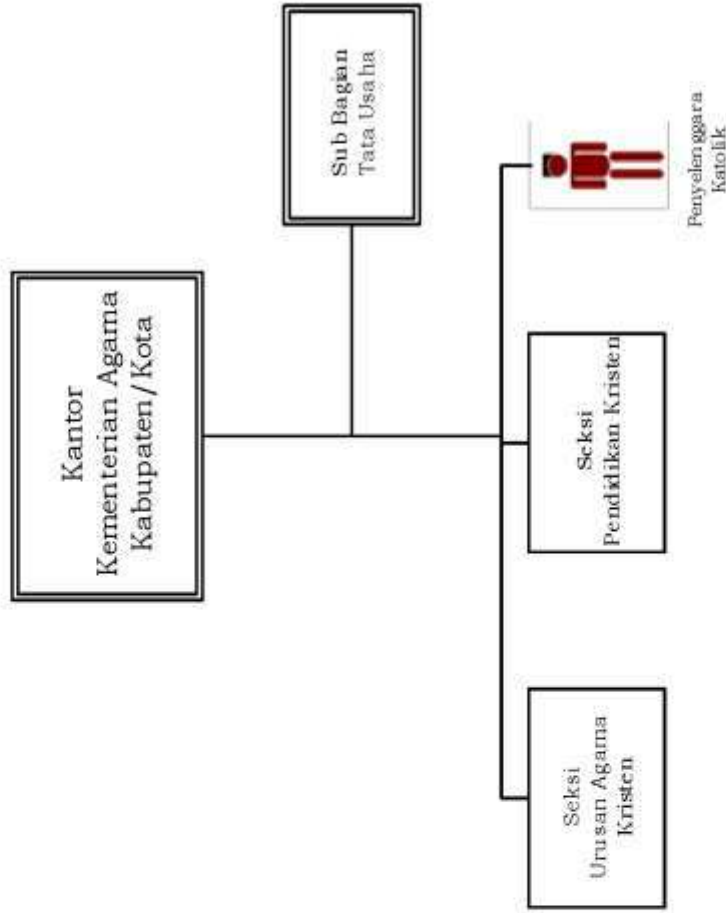 Kantor
Kementerian Agama
Kabupaten/Kota
Sub Bagian
Tata Usaha
Seksi
Urusan Agama
Kristen
Seksi
Pendidikan Kristen
Penyelenggara
Katolik